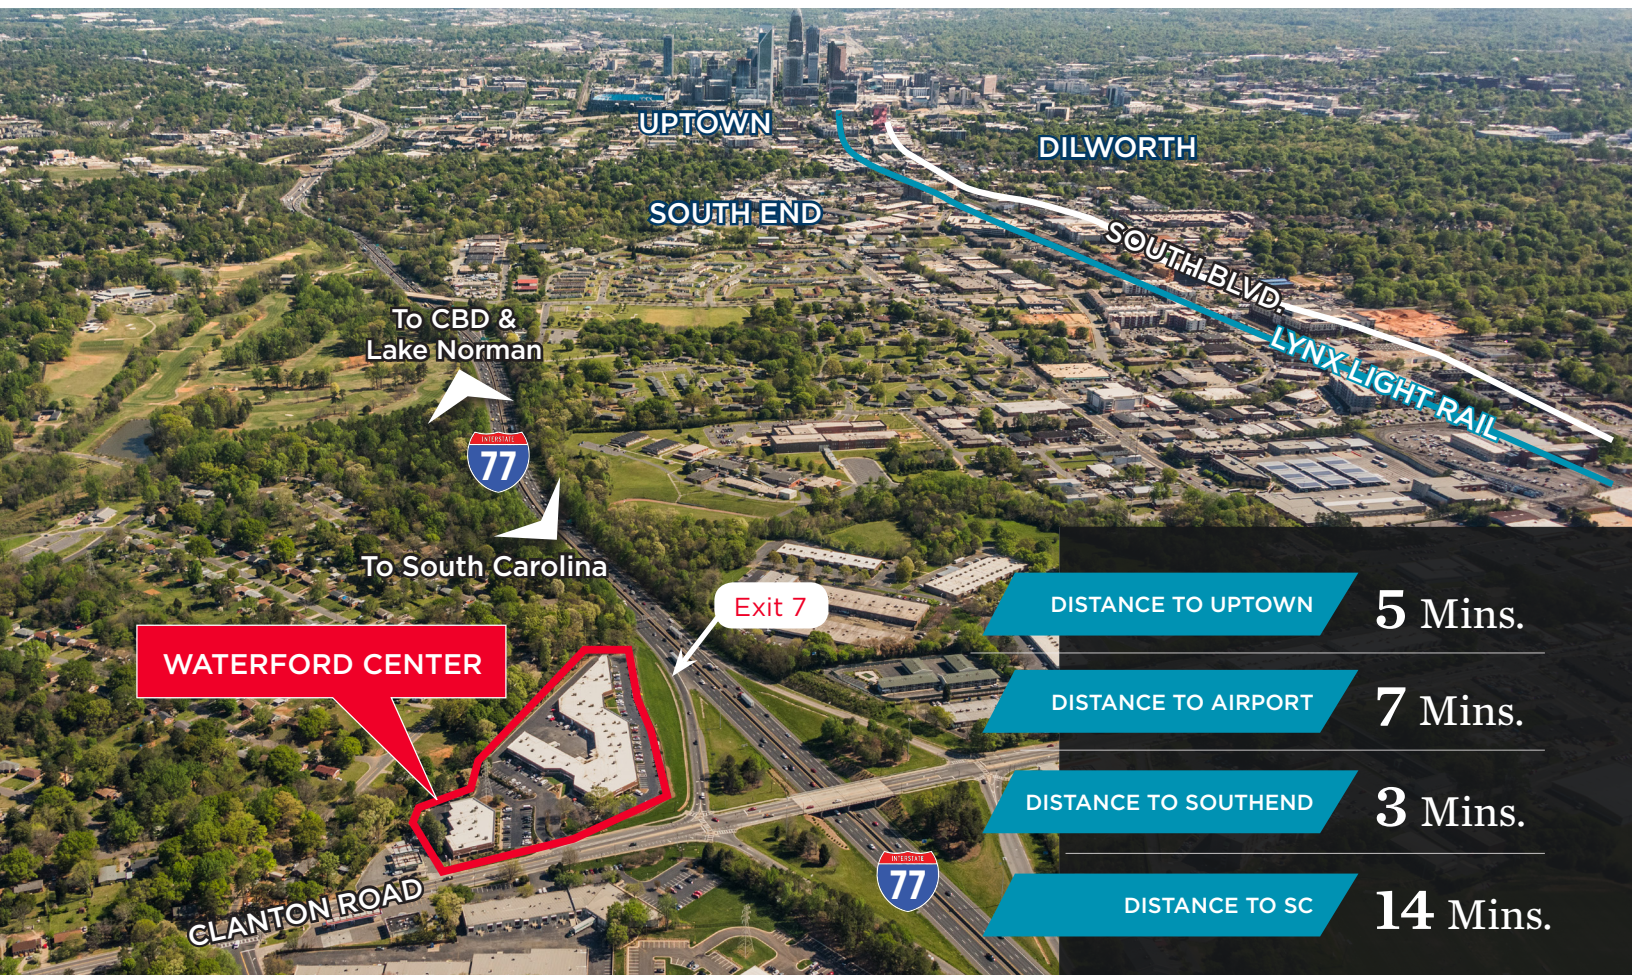 UPTOWN
DILWORTH
SOUTH END
SOUTH BLVD.
To CBD &
Lake Norman
LYNX LIGHT RAIL
INTERSTATE
77
To South Carolina
Exit 7
WATERFORD CENTER
DISTANCE TO UPTOWN 5 Mins.
DISTANCE TO AIRPORT 7 Mins.
DISTANCE TO SOUTHEND 3 Mins.
INTERSTATE
77
DISTANCE TO SC 14 Mins.
CLANTON ROAD